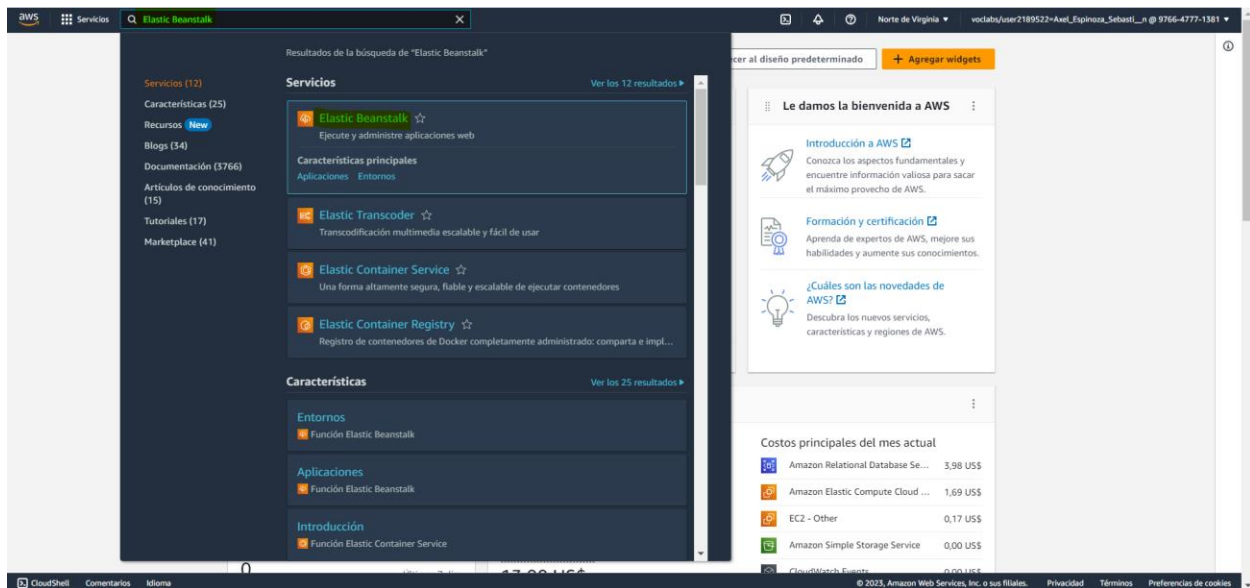 aws
Servicios
Elastic Beanstalk
Norte de Virginia
voclabs/user2189522=Axel_Espinoza_Sebasti__n @ 9766-4777-1381
Resultados de la búsqueda de "Elastic Beanstalk"
Servicios (12)
Características (25)
Recursos New
Blogs (34)
Documentación (3766)
Artículos de conocimiento
(15)
Tutoriales (17)
Marketplace (41)
Servicios
Ver los 12 resultados
Elastic Beanstalk
Ejecute y administre aplicaciones web
Características principales
Aplicaciones Entornos
Elastic Transcoder
Transcodificación multimedia escalable y fácil de usar
Elastic Container Service
Una forma altamente segura, fiable y escalable de ejecutar contenedores
Elastic Container Registry
Registro de contenedores de Docker completamente administrado: comparta e impl...
Características
Ver los 25 resultados
Entornos
Función Elastic Beanstalk
Aplicaciones
Función Elastic Beanstalk
Introducción
Función Elastic Container Service
cer al diseño predeterminado
+ Agregar widgets
Le damos la bienvenida a AWS
Introducción a AWS
Conozca los aspectos fundamentales y
encuentre información valiosa para sacar
el máximo provecho de AWS.
Formación y certificación
Aprenda de expertos de AWS, mejore sus
habilidades y aumente sus conocimientos.
¿Cuáles son las novedades de
AWS?
Descubra los nuevos servicios,
características y regiones de AWS.
Costos principales del mes actual
Amazon Relational Database Se... 3,98 US$
Amazon Elastic Compute Cloud ... 1,69 US$
EC2 - Other 0,17 US$
Amazon Simple Storage Service 0,00 US$
CloudWatch Events 0,00 US$
CloudShell Comentarios Idioma
© 2023, Amazon Web Services, Inc. o sus filiales. Privacidad Términos Preferencias de cookies